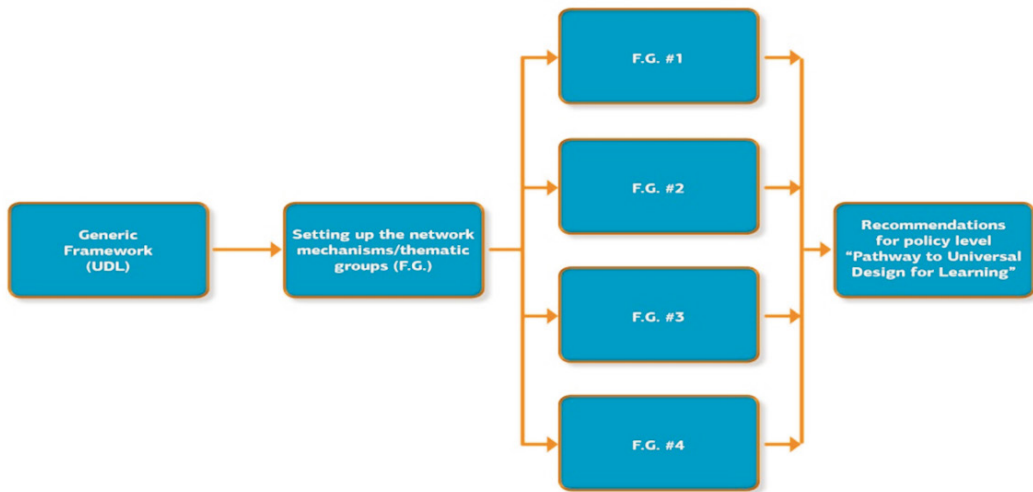 Generic
Framework
(UDL)
Setting up the network
mechanisms/thematic
groups (F.G.)
F.G. #1
F.G. #2
F.G. #3
F.G. #4
Recommendations
for policy level
“Pathway to Universal
Design for Learning”